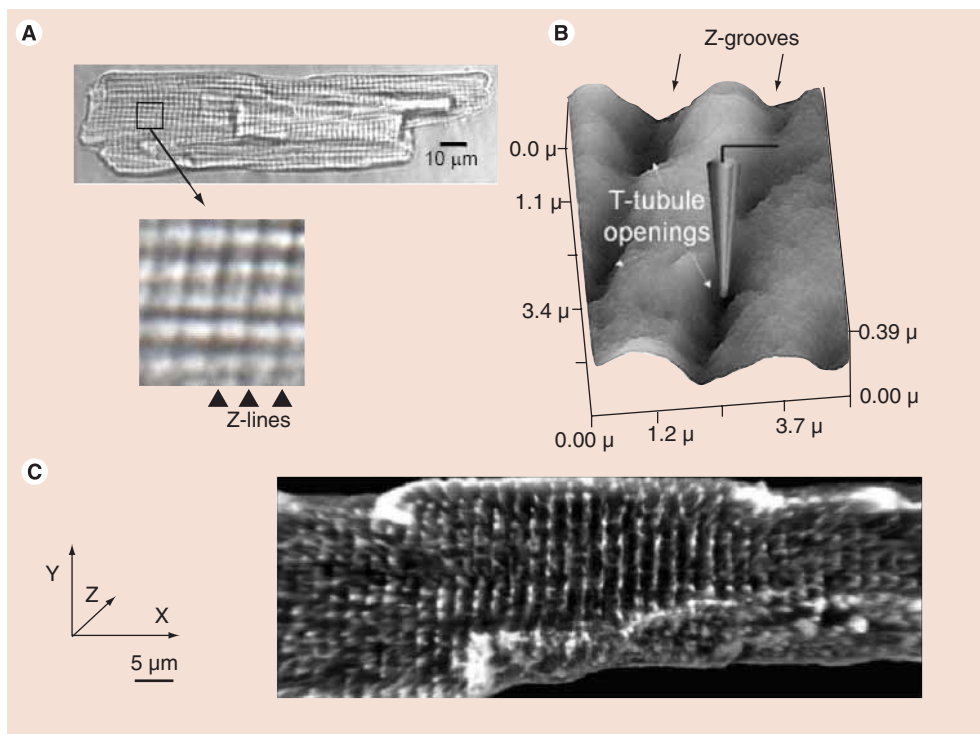 A
10 μm
Z-lines
B
Z-grooves
0.0 μ
1.1 μ
T-tubule
openings
3.4 μ
0.39 μ
0.00 μ
0.00 μ
1.2 μ
3.7 μ
C
Y
Z
X
5 μm